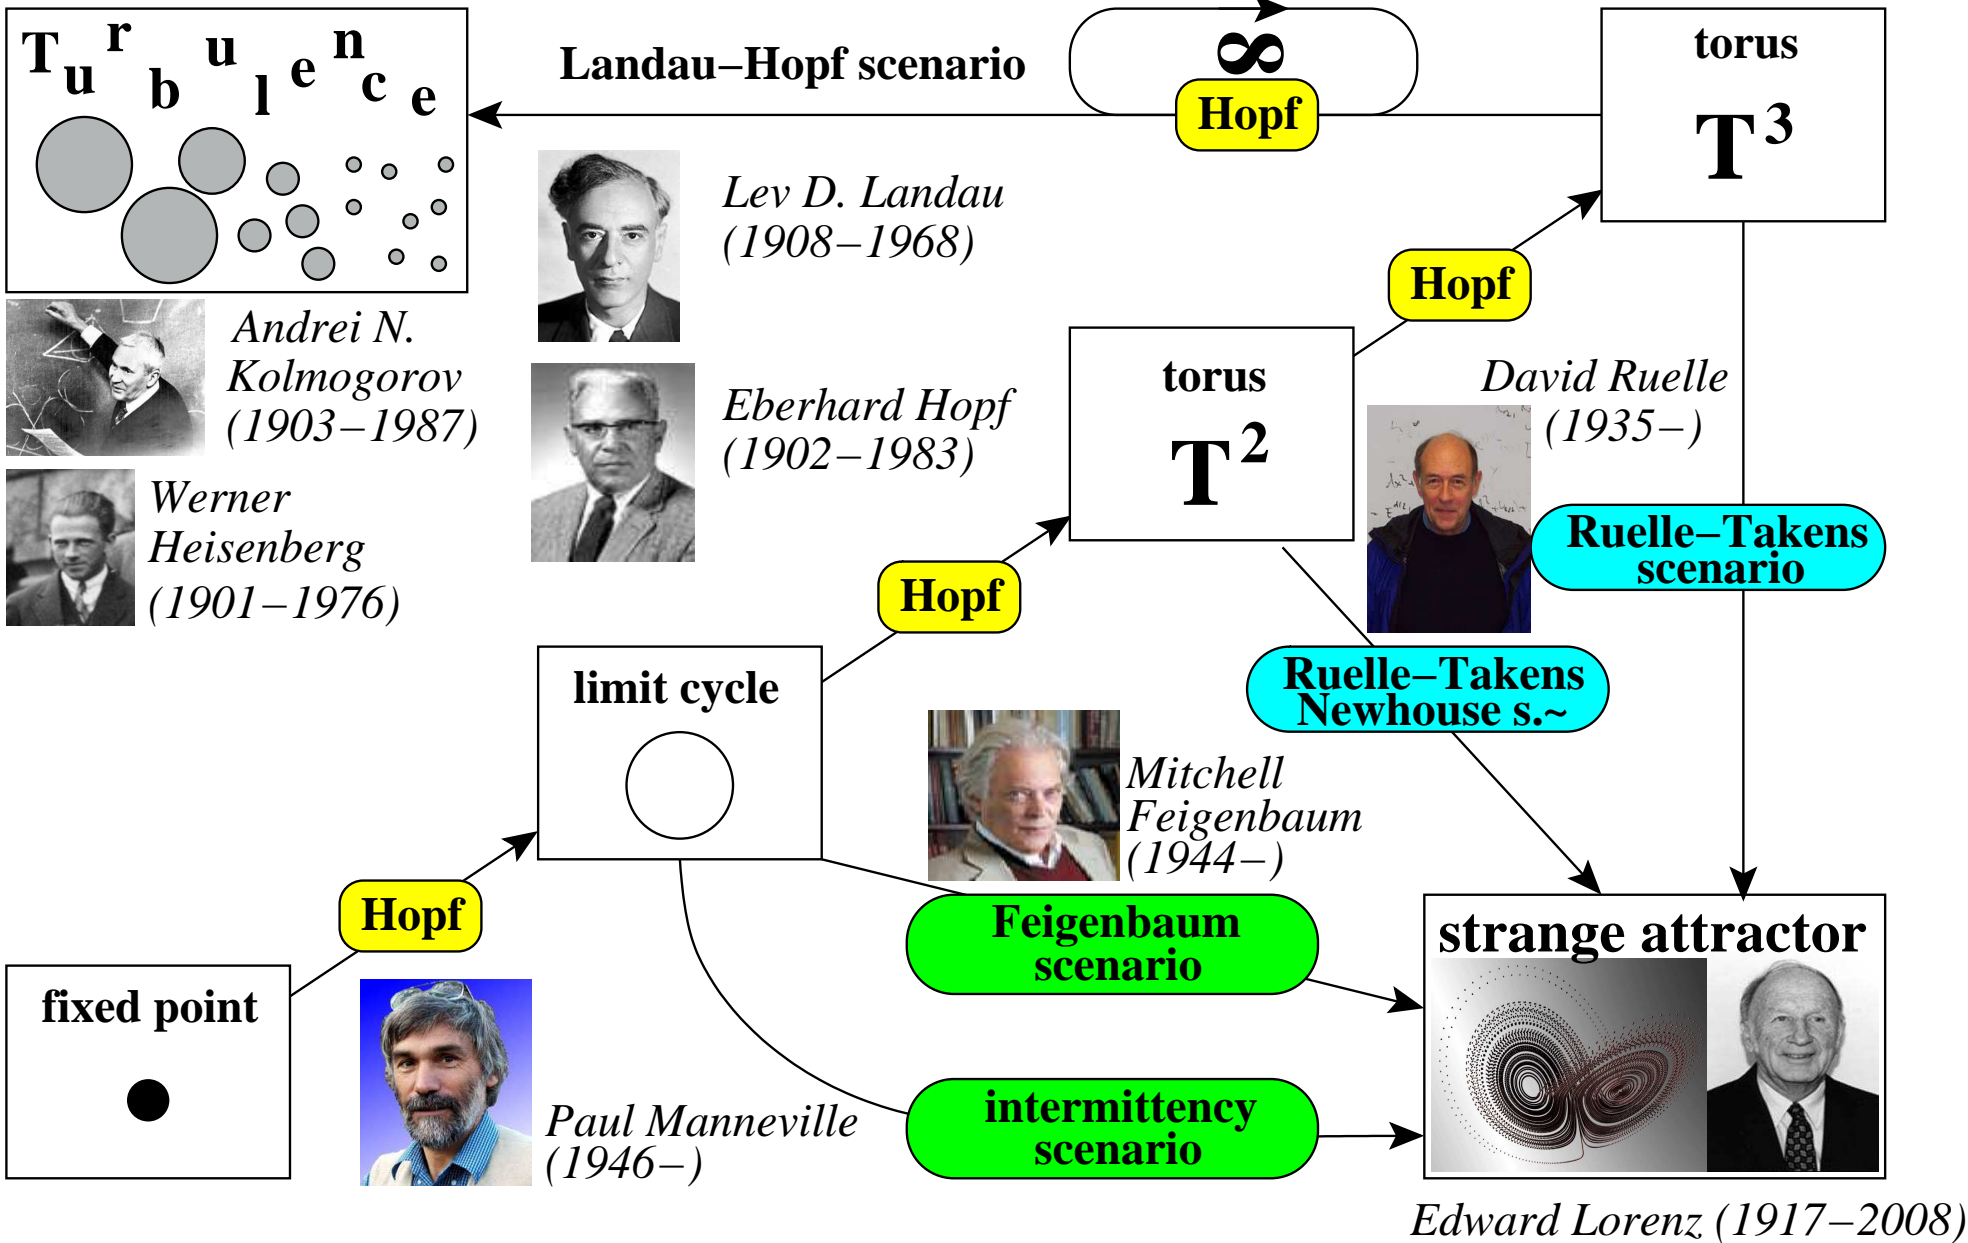 Turbulence
Landau–Hopf scenario
∞
Hopf
torus
T³
Lev D. Landau
(1908–1968)
Hopf
Andrei N.
Kolmogorov
(1903–1987)
Eberhard Hopf
(1902–1983)
torus
T²
David Ruelle
(1935–)
Werner
Heisenberg
(1901–1976)
Ruelle–Takens
scenario
Hopf
limit cycle
Ruelle–Takens
Newhouse s.~
Mitchell
Feigenbaum
(1944–)
Hopf
Feigenbaum
scenario
strange attractor
fixed point
Paul Manneville
(1946–)
intermittency
scenario
Edward Lorenz (1917–2008)